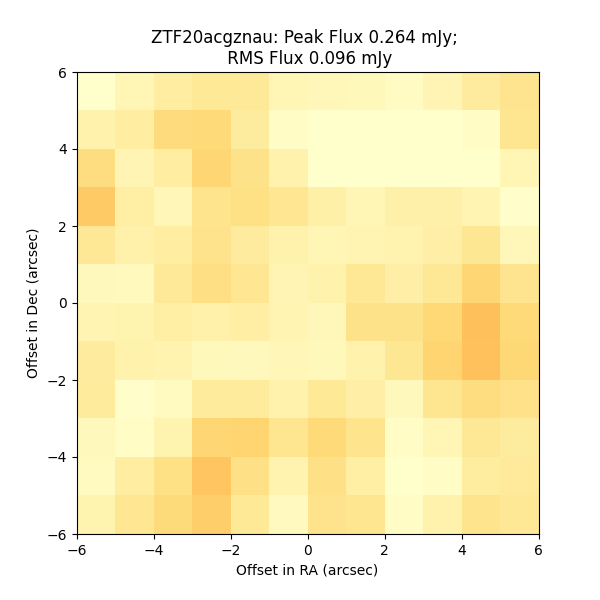 ZTF20acgznau: Peak Flux 0.264 mJy;
RMS Flux 0.096 mJy
6
4
2
0
−2
−4
−6
Offset in Dec (arcsec)
−6 −4 −2 0 2 4 6
Offset in RA (arcsec)